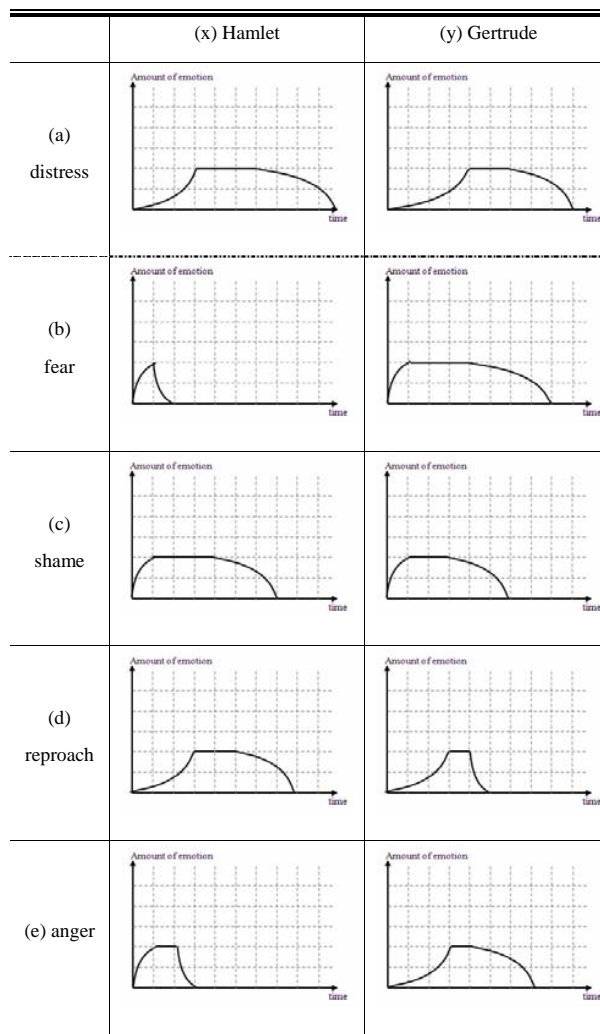 (x) Hamlet (y) Gertrude
(a)
distress
Amount of emotion
time
Amount of emotion
time
(b)
fear
Amount of emotion
time
Amount of emotion
time
(c)
shame
Amount of emotion
time
Amount of emotion
time
(d)
reproach
Amount of emotion
time
Amount of emotion
time
(e) anger
Amount of emotion
time
Amount of emotion
time